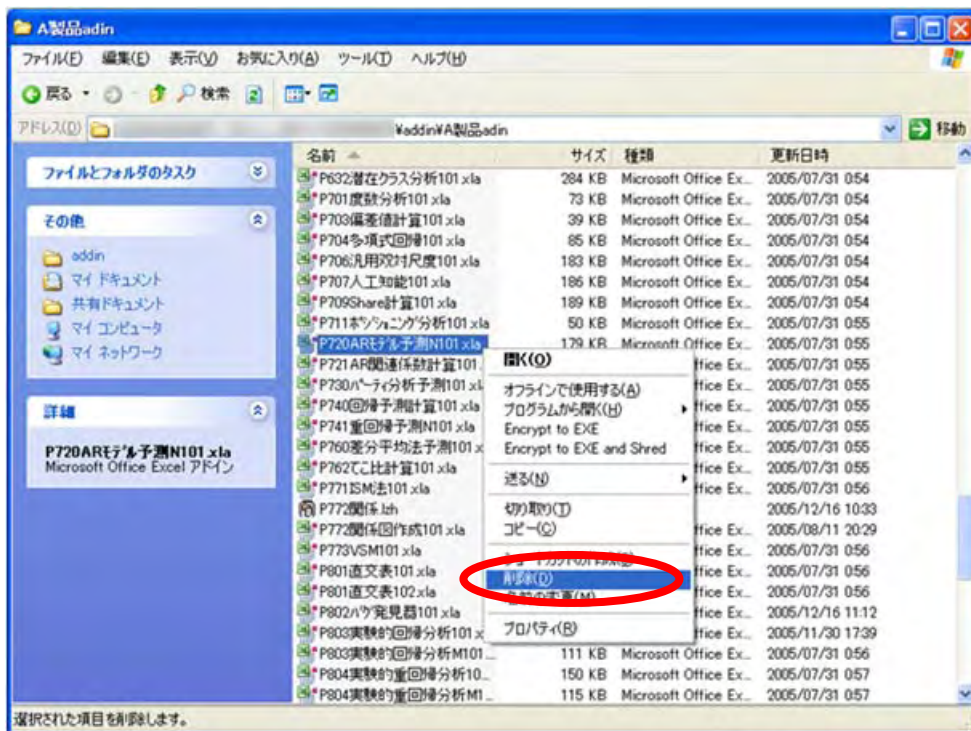 A製品adin
ファイル(F) 編集(E) 表示(V) お気に入り(A) ツール(T) ヘルプ(H)
戻る 検索
アドレス(D) ¥addin¥A製品adin 移動
ファイルとフォルダのタスク
その他
addin
マイ ドキュメント
共有ドキュメント
マイ コンピュータ
マイ ネットワーク
詳細
P720ARモデル予測N101.xla
Microsoft Office Excel アドイン
名前 サイズ 種類 更新日時
P632潜在クラス分析101.xla 284 KB Microsoft Office Ex... 2005/07/31 0:54
P701度数分析101.xla 73 KB Microsoft Office Ex... 2005/07/31 0:54
P703偏差値計算101.xla 39 KB Microsoft Office Ex... 2005/07/31 0:54
P704多項式回帰101.xla 85 KB Microsoft Office Ex... 2005/07/31 0:54
P706汎用双対尺度101.xla 183 KB Microsoft Office Ex... 2005/07/31 0:54
P707人工知能101.xla 186 KB Microsoft Office Ex... 2005/07/31 0:54
P709Share計算101.xla 189 KB Microsoft Office Ex... 2005/07/31 0:54
P711ポジショニング分析101.xla 50 KB Microsoft Office Ex... 2005/07/31 0:55
P720ARモデル予測N101.xla 179 KB Microsoft Office Ex... 2005/07/31 0:55
P721AR関連係数計算101. ffice Ex... 2005/07/31 0:55
P730パーティ分析予測101.xl ffice Ex... 2005/07/31 0:55
P740回帰予測計算101.xla ffice Ex... 2005/07/31 0:55
P741重回帰予測N101.xla ffice Ex... 2005/07/31 0:55
P760差分平均法予測101.x ffice Ex... 2005/07/31 0:55
P762てこ比計算101.xla ffice Ex... 2005/07/31 0:55
P771ISM法101.xla ffice Ex... 2005/07/31 0:56
P772関係.lzh 2005/12/16 10:33
P772関係図作成101.xla ffice Ex... 2005/08/11 20:29
P773VSM101.xla ffice Ex... 2005/07/31 0:56
P801直交表101.xla ffice Ex... 2005/07/31 0:56
P801直交表102.xla ffice Ex... 2005/07/31 0:56
P802バグ発見器101.xla ffice Ex... 2005/12/16 11:12
P803実験的回帰分析101.x ffice Ex... 2005/11/30 17:39
P803実験的回帰分析M101... 111 KB Microsoft Office Ex... 2005/07/31 0:56
P804実験的重回帰分析10... 150 KB Microsoft Office Ex... 2005/07/31 0:57
P804実験的重回帰分析M1... 115 KB Microsoft Office Ex... 2005/07/31 0:57
開く(O)
オフラインで使用する(A)
プログラムから開く(H)
Encrypt to EXE
Encrypt to EXE and Shred
送る(N)
切り取り(T)
コピー(C)
ショートカットの作成(S)
削除(D)
名前の変更(M)
プロパティ(R)
選択された項目を削除します。